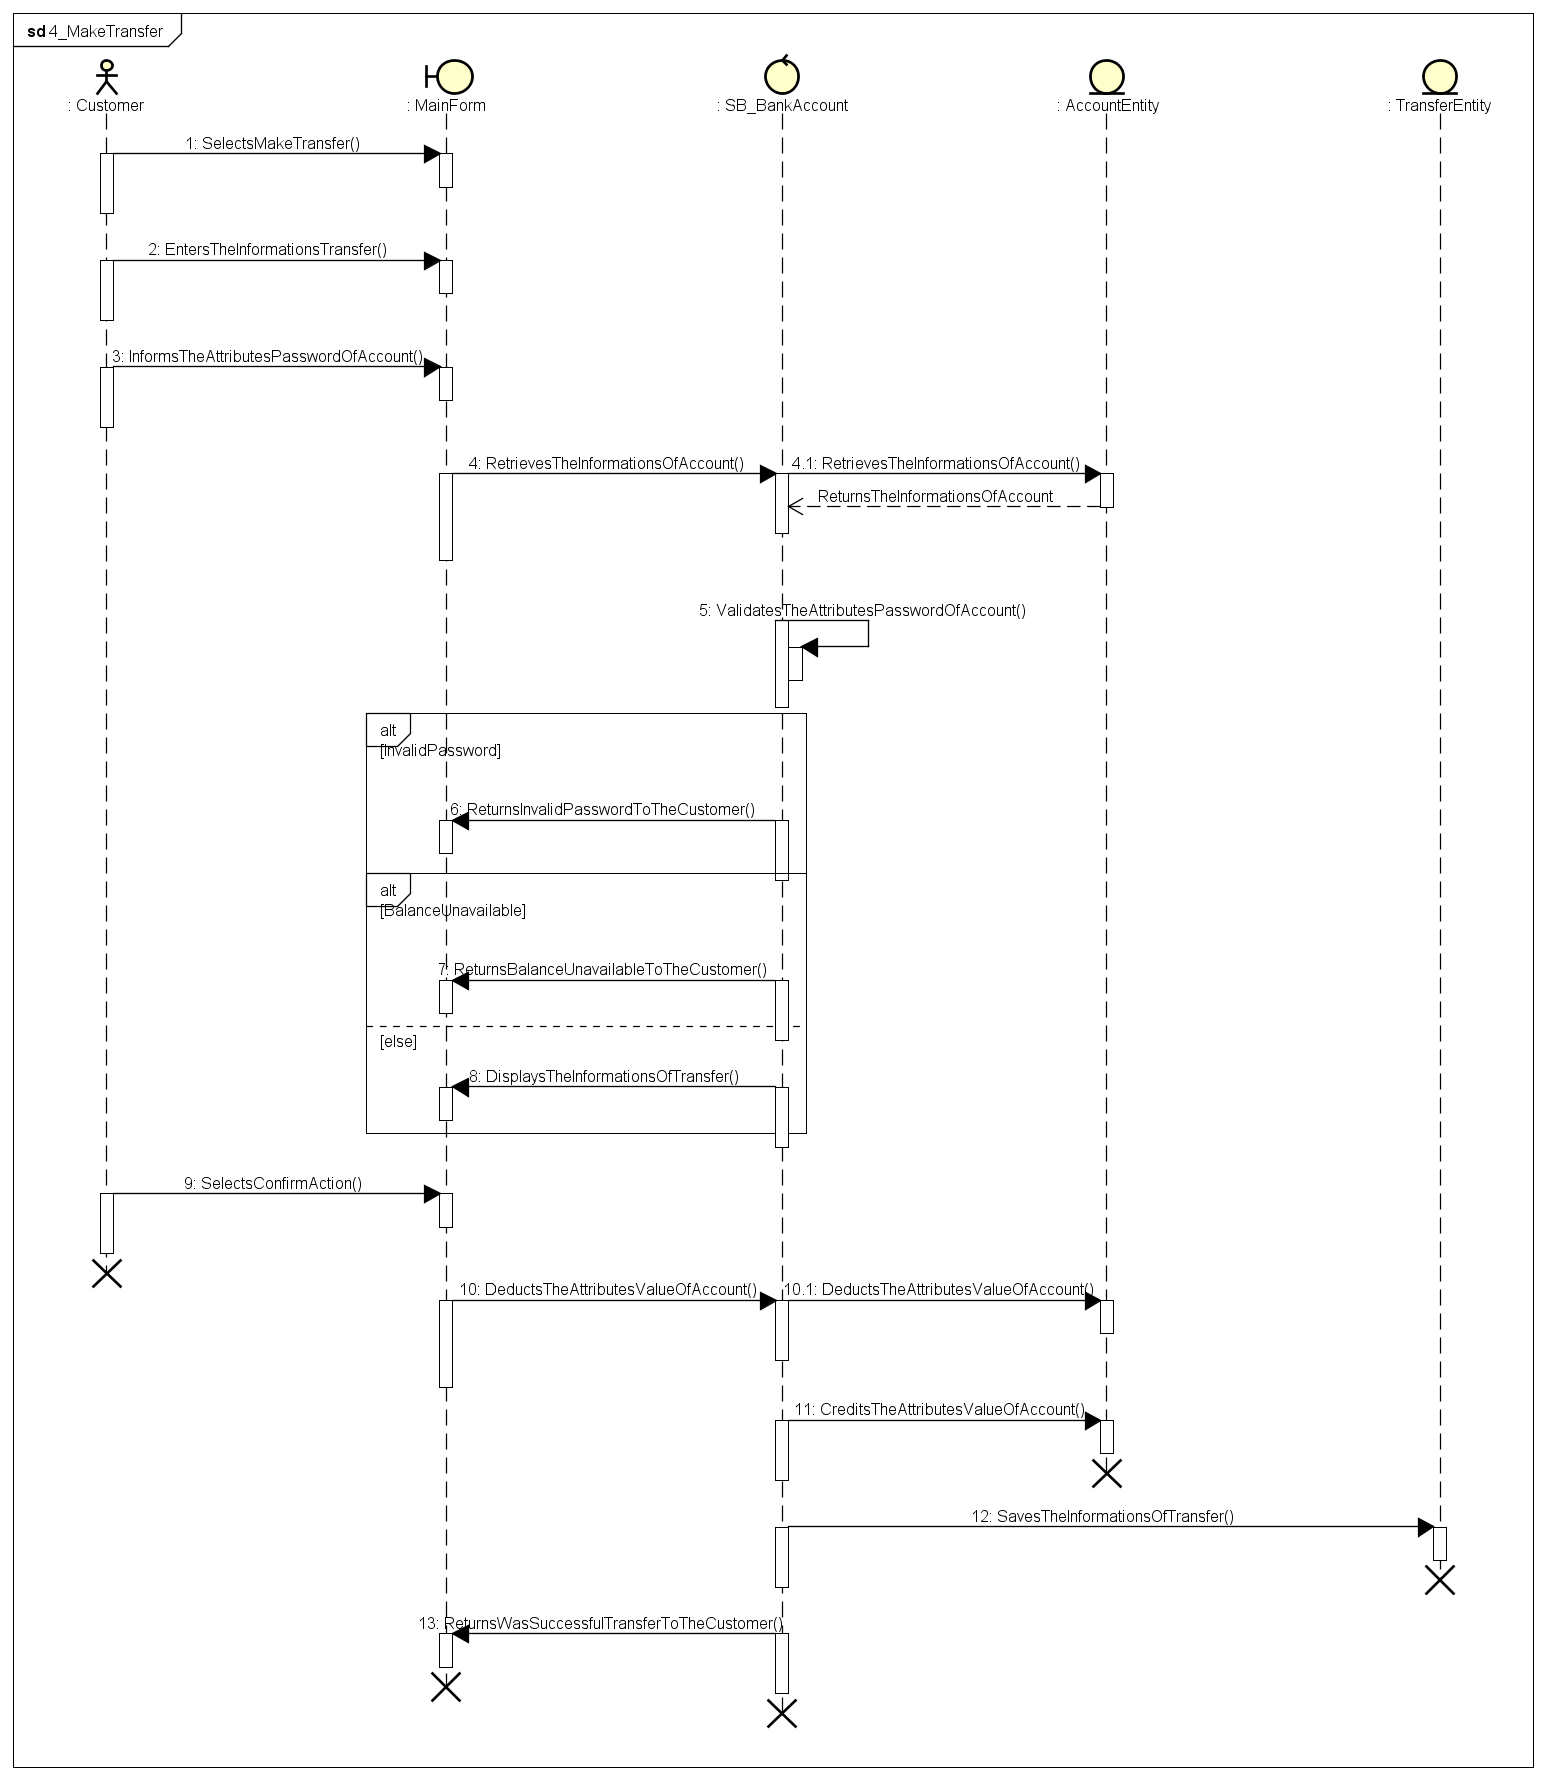 sd 4_MakeTransfer
: Customer
: MainForm
: SB_BankAccount
: AccountEntity
: TransferEntity
1: SelectsMakeTransfer()
2: EntersTheInformationsTransfer()
3: InformsTheAttributesPasswordOfAccount()
4: RetrievesTheInformationsOfAccount()
4.1: RetrievesTheInformationsOfAccount()
ReturnsTheInformationsOfAccount
5: ValidatesTheAttributesPasswordOfAccount()
alt
[InvalidPassword]
6: ReturnsInvalidPasswordToTheCustomer()
alt
[BalanceUnavailable]
7: ReturnsBalanceUnavailableToTheCustomer()
[else]
8: DisplaysTheInformationsOfTransfer()
9: SelectsConfirmAction()
10: DeductsTheAttributesValueOfAccount()
10.1: DeductsTheAttributesValueOfAccount()
11: CreditsTheAttributesValueOfAccount()
12: SavesTheInformationsOfTransfer()
13: ReturnsWasSuccessfulTransferToTheCustomer()